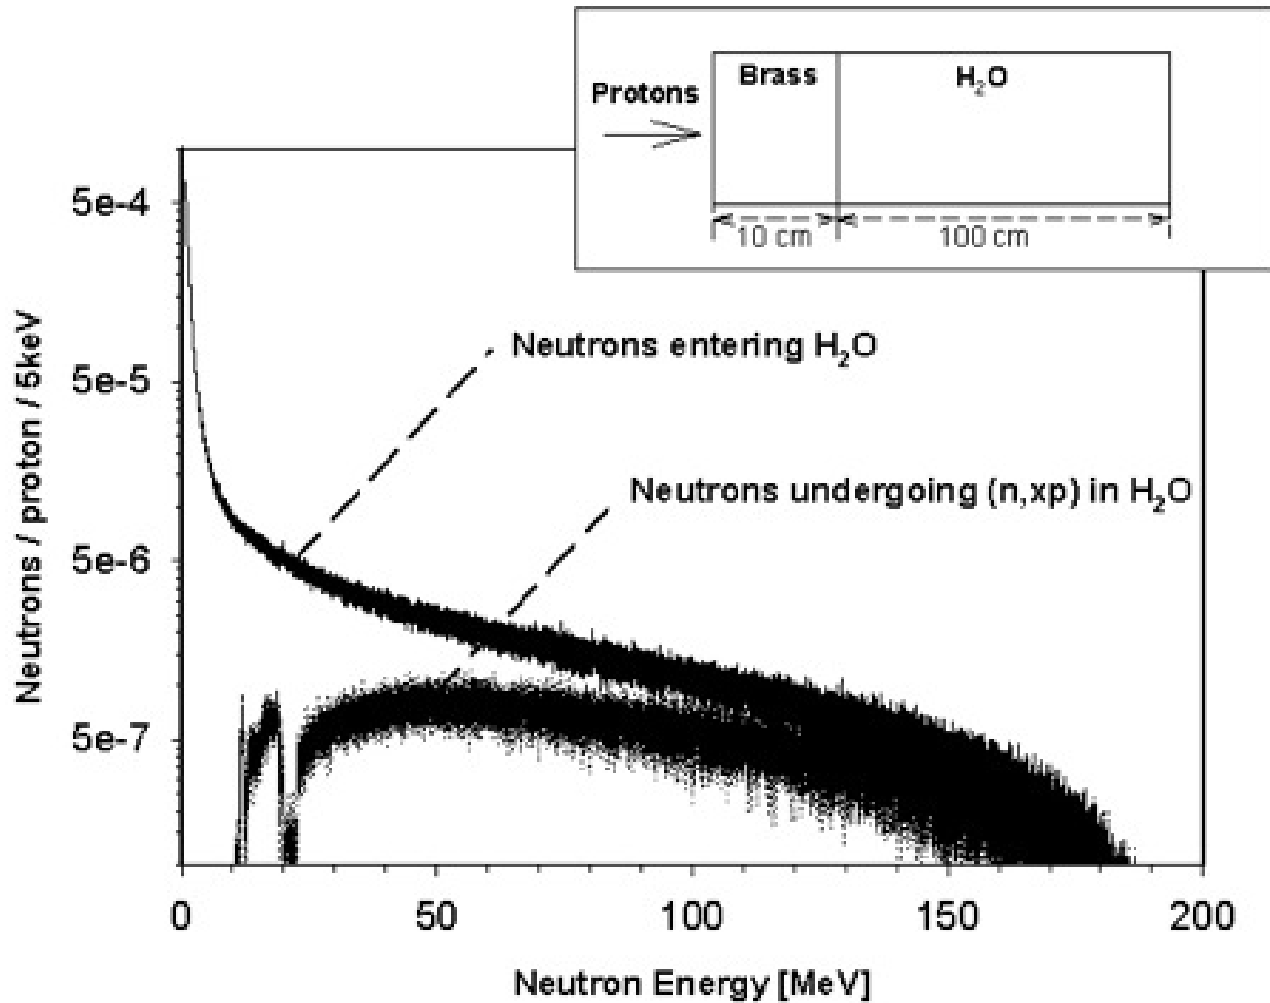 Protons
Brass
H₂O
10 cm
100 cm
5e-4
5e-5
5e-6
5e-7
Neutrons entering H₂O
Neutrons undergoing (n,xp) in H₂O
Neutrons / proton / 5keV
0
50
100
150
200
Neutron Energy [MeV]